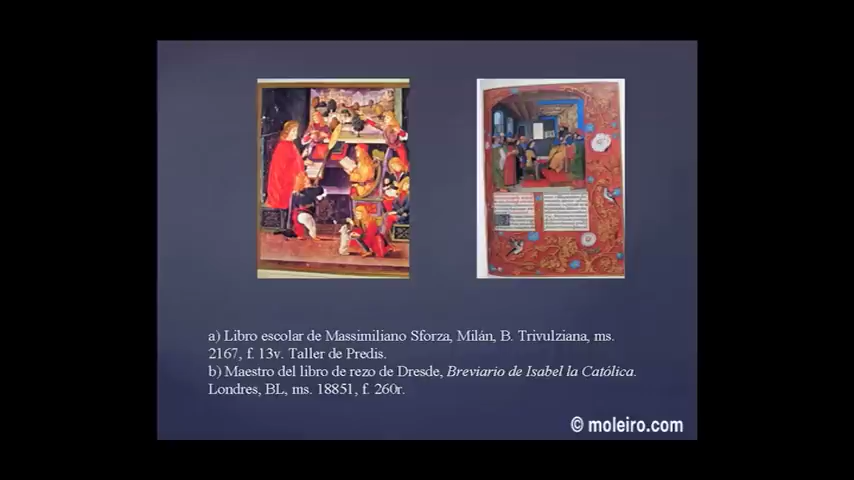 a) Libro escolar de Massimiliano Sforza, Milán, B. Trivulziana, ms.
2167, f. 13v. Taller de Predis.
b) Maestro del libro de rezo de Dresde, Breviario de Isabel la Católica.
Londres, BL, ms. 18851, f. 260r.
© moleiro.com